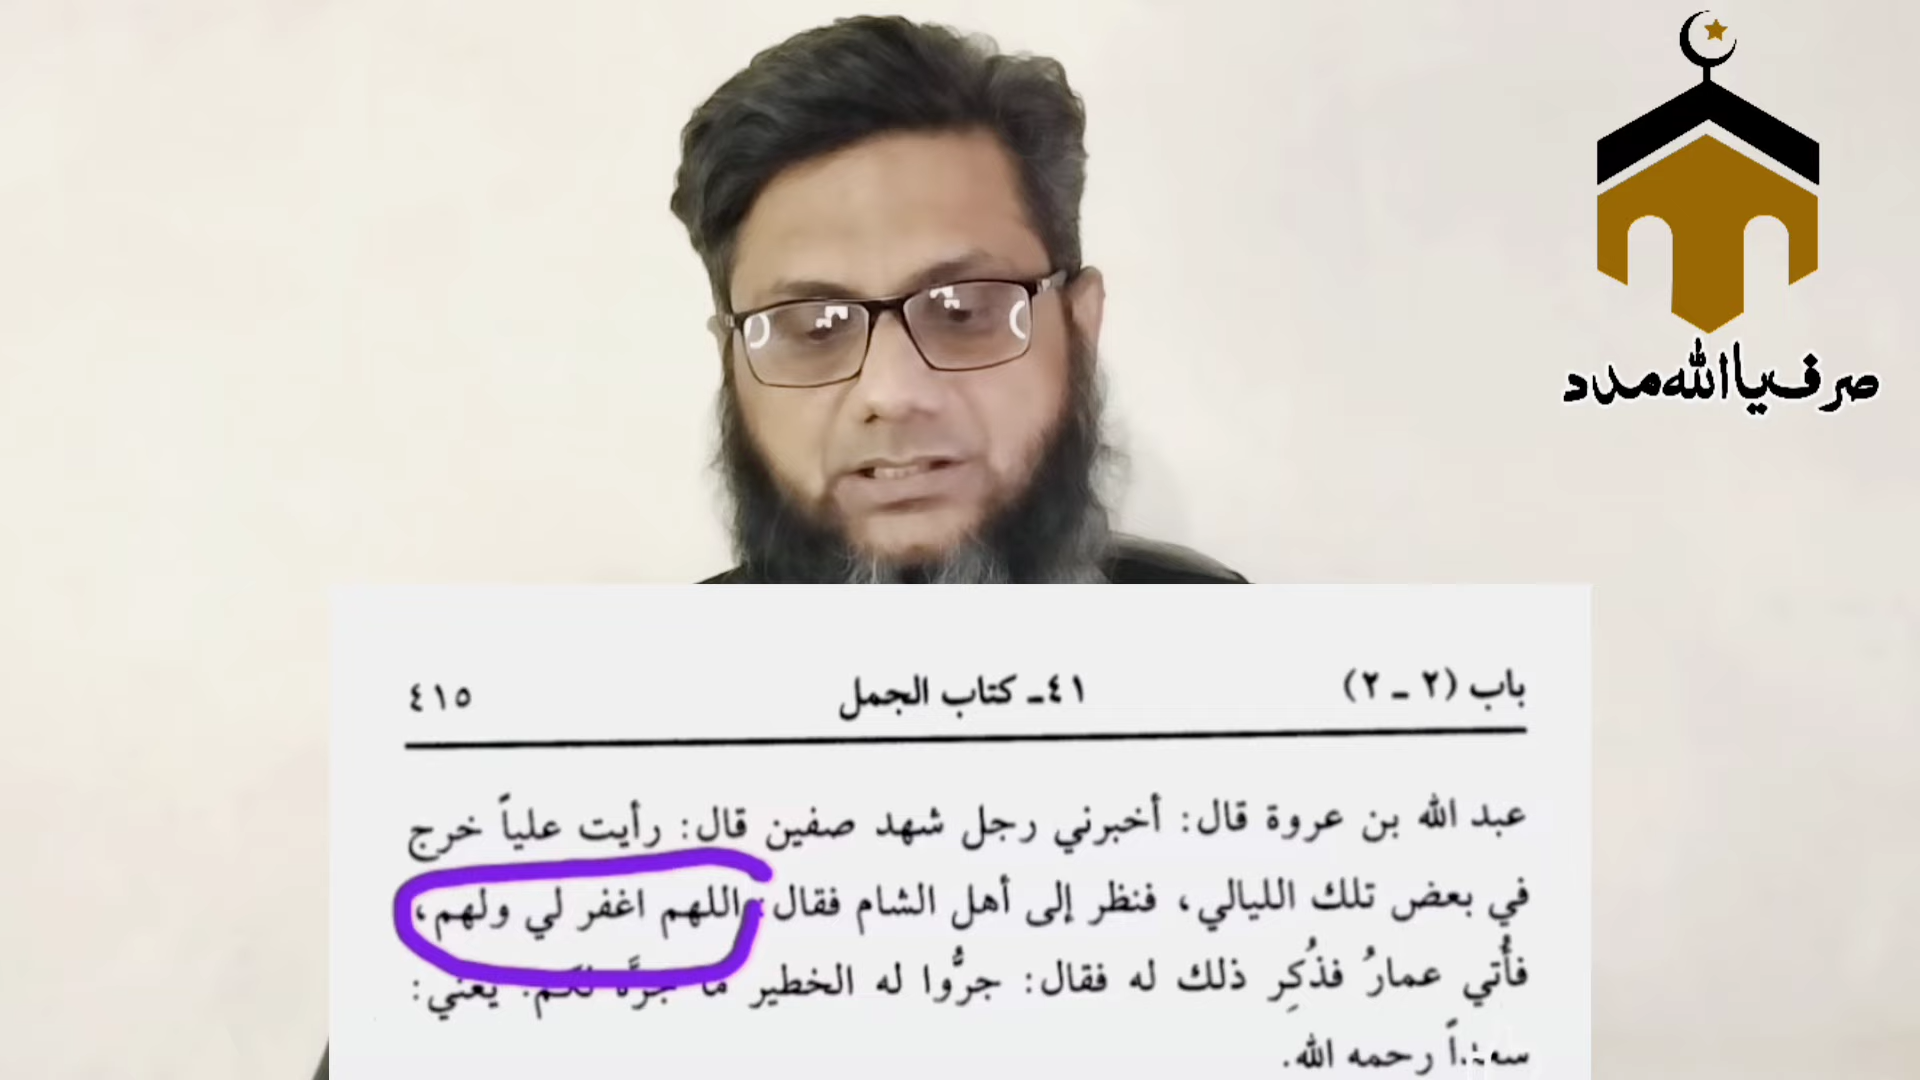 صرف یا اللہ مدد
باب (٢ - ٢)
٤١- كتاب الجمل
٤١٥
عبد الله بن عروة قال: أخبرني رجل شهد صفين قال: رأيت علياً خرج
في بعض تلك الليالي، فنظر إلى أهل الشام فقال: اللهم اغفر لي ولهم،
فأُتي عمارُ فذُكِر ذلك له فقال: جرُّوا له الخطير ما جرَّه لكم. يعني:
سعداً رحمه الله.